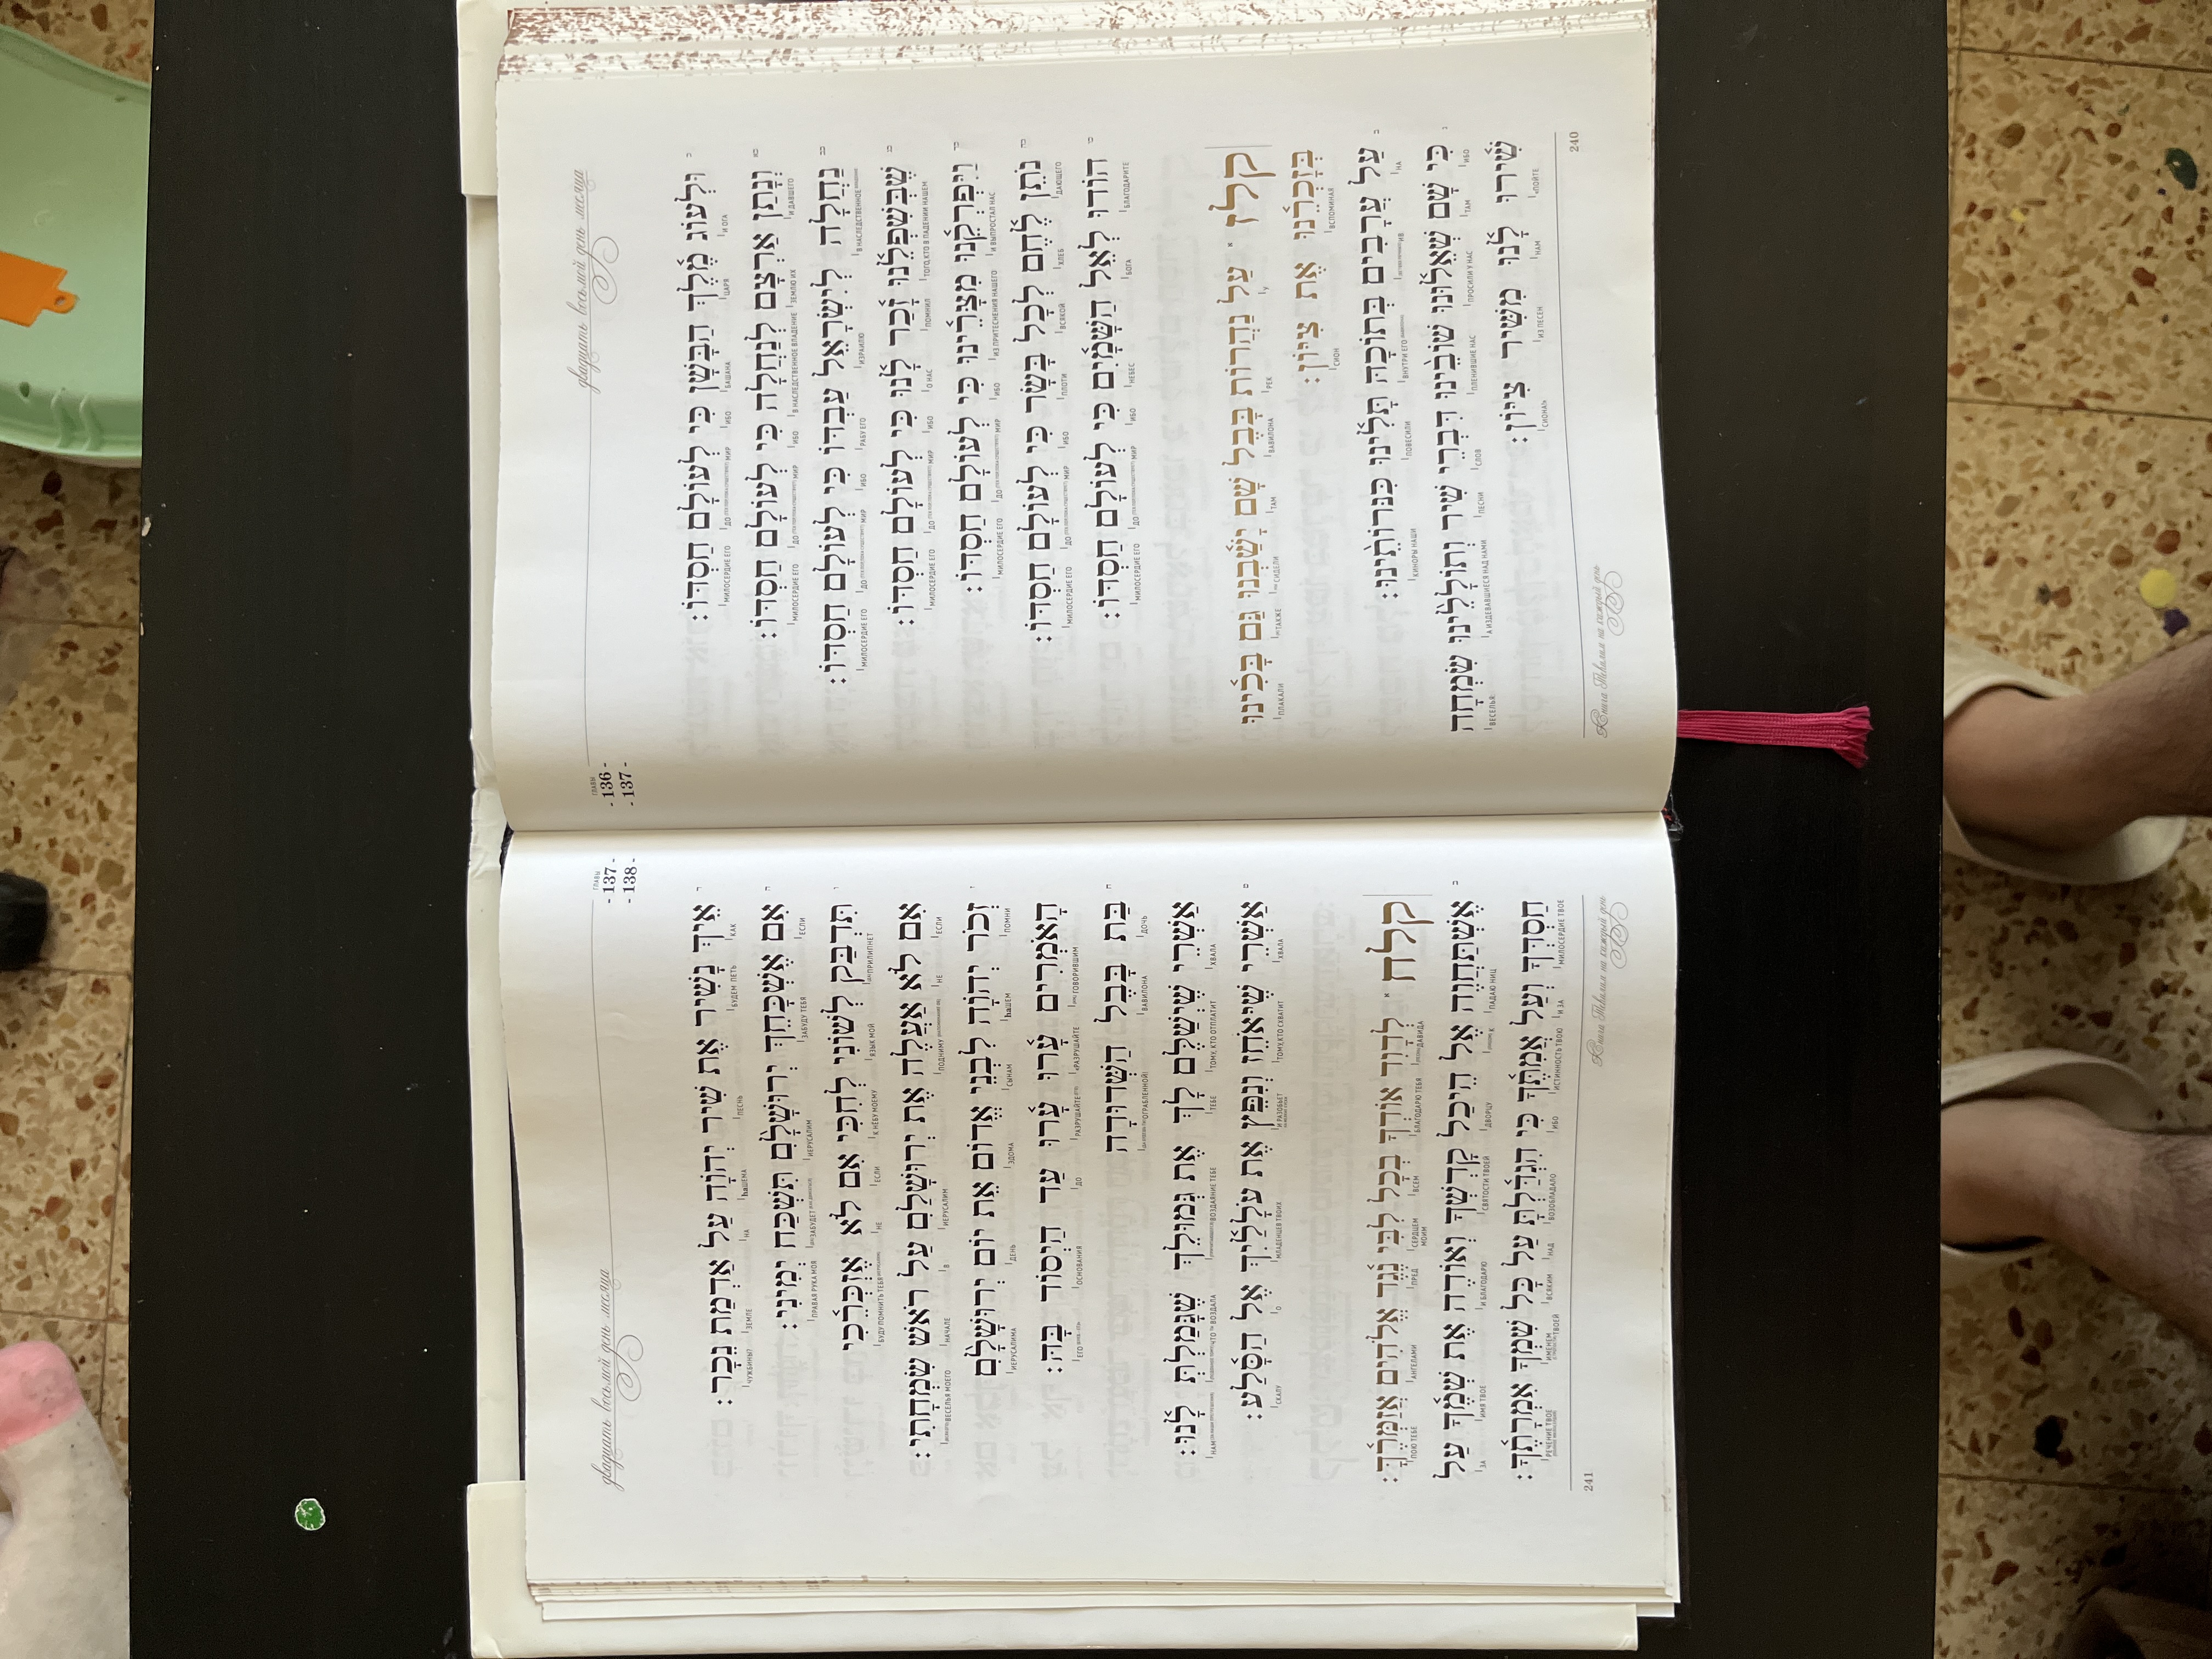 двадцать восьмой день месяца
ГЛАВЫ
- 136 -
- 137 -
וּלְעוֹג מֶלֶךְ הַבָּשָׁן כִּי לְעוֹלָם חַסְדּוֹ:
И ОГА ЦАРЯ БАШАНА ИБО ДО МИР МИЛОСЕРДИЕ ЕГО
וְנָתַן אַרְצָם לְנַחֲלָה כִּי לְעוֹלָם חַסְדּוֹ:
И ДАВШЕГО ЗЕМЛЮ ИХ В НАСЛЕДСТВЕННОЕ ВЛАДЕНИЕ ИБО ДО МИР МИЛОСЕРДИЕ ЕГО
נַחֲלָה לְיִשְׂרָאֵל עַבְדּוֹ כִּי לְעוֹלָם חַסְדּוֹ:
В НАСЛЕДСТВЕННОЕ ИЗРАИЛЮ РАБУ ЕГО ИБО ДО МИР МИЛОСЕРДИЕ ЕГО
שֶׁבְּשִׁפְלֵנוּ זָכַר לָנוּ כִּי לְעוֹלָם חַסְדּוֹ:
ТОГО, КТО В ПАДЕНИИ НАШЕМ ПОМНИЛ О НАС ИБО ДО МИР МИЛОСЕРДИЕ ЕГО
וַיִּפְרְקֵנוּ מִצָּרֵינוּ כִּי לְעוֹלָם חַסְדּוֹ:
И ВЫПРОСТАЛ НАС ИЗ ПРИТЕСНЕНИЯ НАШЕГО ИБО ДО МИР МИЛОСЕРДИЕ ЕГО
נֹתֵן לֶחֶם לְכָל בָּשָׂר כִּי לְעוֹלָם חַסְדּוֹ:
ДАЮЩЕГО ХЛЕБ ВСЯКОЙ ПЛОТИ ИБО ДО МИР МИЛОСЕРДИЕ ЕГО
הוֹדוּ לְאֵל הַשָּׁמָיִם כִּי לְעוֹלָם חַסְדּוֹ:
БЛАГОДАРИТЕ БОГА НЕБЕС ИБО ДО МИР МИЛОСЕРДИЕ ЕГО
קלז א עַל נַהֲרוֹת בָּבֶל שָׁם יָשַׁבְנוּ גַּם בָּכִינוּ
У РЕК ВАВИЛОНА ТАМ СИДЕЛИ ТАКЖЕ ПЛАКАЛИ
בְּזָכְרֵנוּ אֶת צִיּוֹן:
ВСПОМИНАЯ СИОН
עַל עֲרָבִים בְּתוֹכָהּ תָּלִינוּ כִּנֹּרוֹתֵינוּ:
НА ИВ ВНУТРИ ЕГО ПОВЕСИЛИ КИНОРЫ НАШИ
כִּי שָׁם שְׁאֵלוּנוּ שׁוֹבֵינוּ דִּבְרֵי שִׁיר וְתוֹלָלֵינוּ שִׂמְחָה
ИБО ТАМ ПРОСИЛИ У НАС ПЛЕНИВШИЕ НАС СЛОВ ПЕСНИ А ИЗДЕВАВШИЕСЯ НАД НАМИ ВЕСЕЛЬЯ:
שִׁירוּ לָנוּ מִשִּׁיר צִיּוֹן:
«ПОЙТЕ НАМ ИЗ ПЕСЕН СИОНА!»
240
Книга Теhилим на каждый день
двадцать восьмой день месяца
ГЛАВЫ
- 137 -
- 138 -
אֵיךְ נָשִׁיר אֶת שִׁיר יְהֹוָה עַל אַדְמַת נֵכָר:
КАК БУДЕМ ПЕТЬ ПЕСНЬ hАШЕМА НА ЗЕМЛЕ ЧУЖБИНЫ?
אִם אֶשְׁכָּחֵךְ יְרוּשָׁלָםִ תִּשְׁכַּח יְמִינִי:
ЕСЛИ ЗАБУДУ ТЕБЯ ИЕРУСАЛИМ ЗАБУДЕТ ПРАВАЯ РУКА МОЯ
תִּדְבַּק לְשׁוֹנִי לְחִכִּי אִם לֹא אֶזְכְּרֵכִי
ПРИЛИПНЕТ ЯЗЫК МОЙ К НЁБУ МОЕМУ ЕСЛИ НЕ БУДУ ПОМНИТЬ ТЕБЯ
אִם לֹא אַעֲלֶה אֶת יְרוּשָׁלַםִ עַל רֹאשׁ שִׂמְחָתִי:
ЕСЛИ НЕ ПОДНИМУ ИЕРУСАЛИМ В НАЧАЛЕ ВЕСЕЛЬЯ МОЕГО
זְכֹר יְהֹוָה לִבְנֵי אֱדוֹם אֵת יוֹם יְרוּשָׁלָםִ
ПОМНИ hАШЕМ СЫНАМ ЭДОМА ДЕНЬ ИЕРУСАЛИМА
הָאֹמְרִים עָרוּ עָרוּ עַד הַיְסוֹד בָּהּ:
ГОВОРИВШИМ «РАЗРУШАЙТЕ РАЗРУШАЙТЕ ДО ОСНОВАНИЯ ЕГО
בַּת בָּבֶל הַשְּׁדוּדָה
ДОЧЬ ВАВИЛОНА ОГРАБЛЕННОЙ!
אַשְׁרֵי שֶׁיְשַׁלֶּם לָךְ אֶת גְּמוּלֵךְ שֶׁגָּמַלְתְּ לָנוּ:
ХВАЛА ТОМУ, КТО ОТПЛАТИТ ТЕБЕ ВОЗДАЯНИЕ ТЕБЕ ЧТО ТЫ ВОЗДАЛА НАМ
אַשְׁרֵי שֶׁיֹּאחֵז וְנִפֵּץ אֶת עֹלָלַיִךְ אֶל הַסָּלַע:
ХВАЛА ТОМУ, КТО СХВАТИТ И РАЗОБЬЕТ МЛАДЕНЦЕВ ТВОИХ О СКАЛУ
קלח א לְדָוִד אוֹדְךָ בְכָל לִבִּי נֶגֶד אֱלֹהִים אֲזַמְּרֶךָּ:
ДАВИДА БЛАГОДАРЮ ТЕБЯ ВСЕМ СЕРДЦЕМ МОИМ ПРЕД АНГЕЛАМИ ПОЮ ТЕБЕ
אֶשְׁתַּחֲוֶה אֶל הֵיכַל קָדְשְׁךָ וְאוֹדֶה אֶת שְׁמֶךָ עַל
ПАДАЮ НИЦ К ДВОРЦУ СВЯТОСТИ ТВОЕЙ И БЛАГОДАРЮ ИМЯ ТВОЕ ЗА
חַסְדְּךָ וְעַל אֲמִתֶּךָ כִּי הִגְדַּלְתָּ עַל כָּל שִׁמְךָ אִמְרָתֶךָ:
МИЛОСЕРДИЕ ТВОЕ И ЗА ИСТИННОСТЬ ТВОЮ ИБО ВОЗОБЛАДАЛО НАД ВСЯКИМ ИМЕНЕМ ТВОЕЙ РЕЧЕНИЕ ТВОЕ
241
Книга Теhилим на каждый день